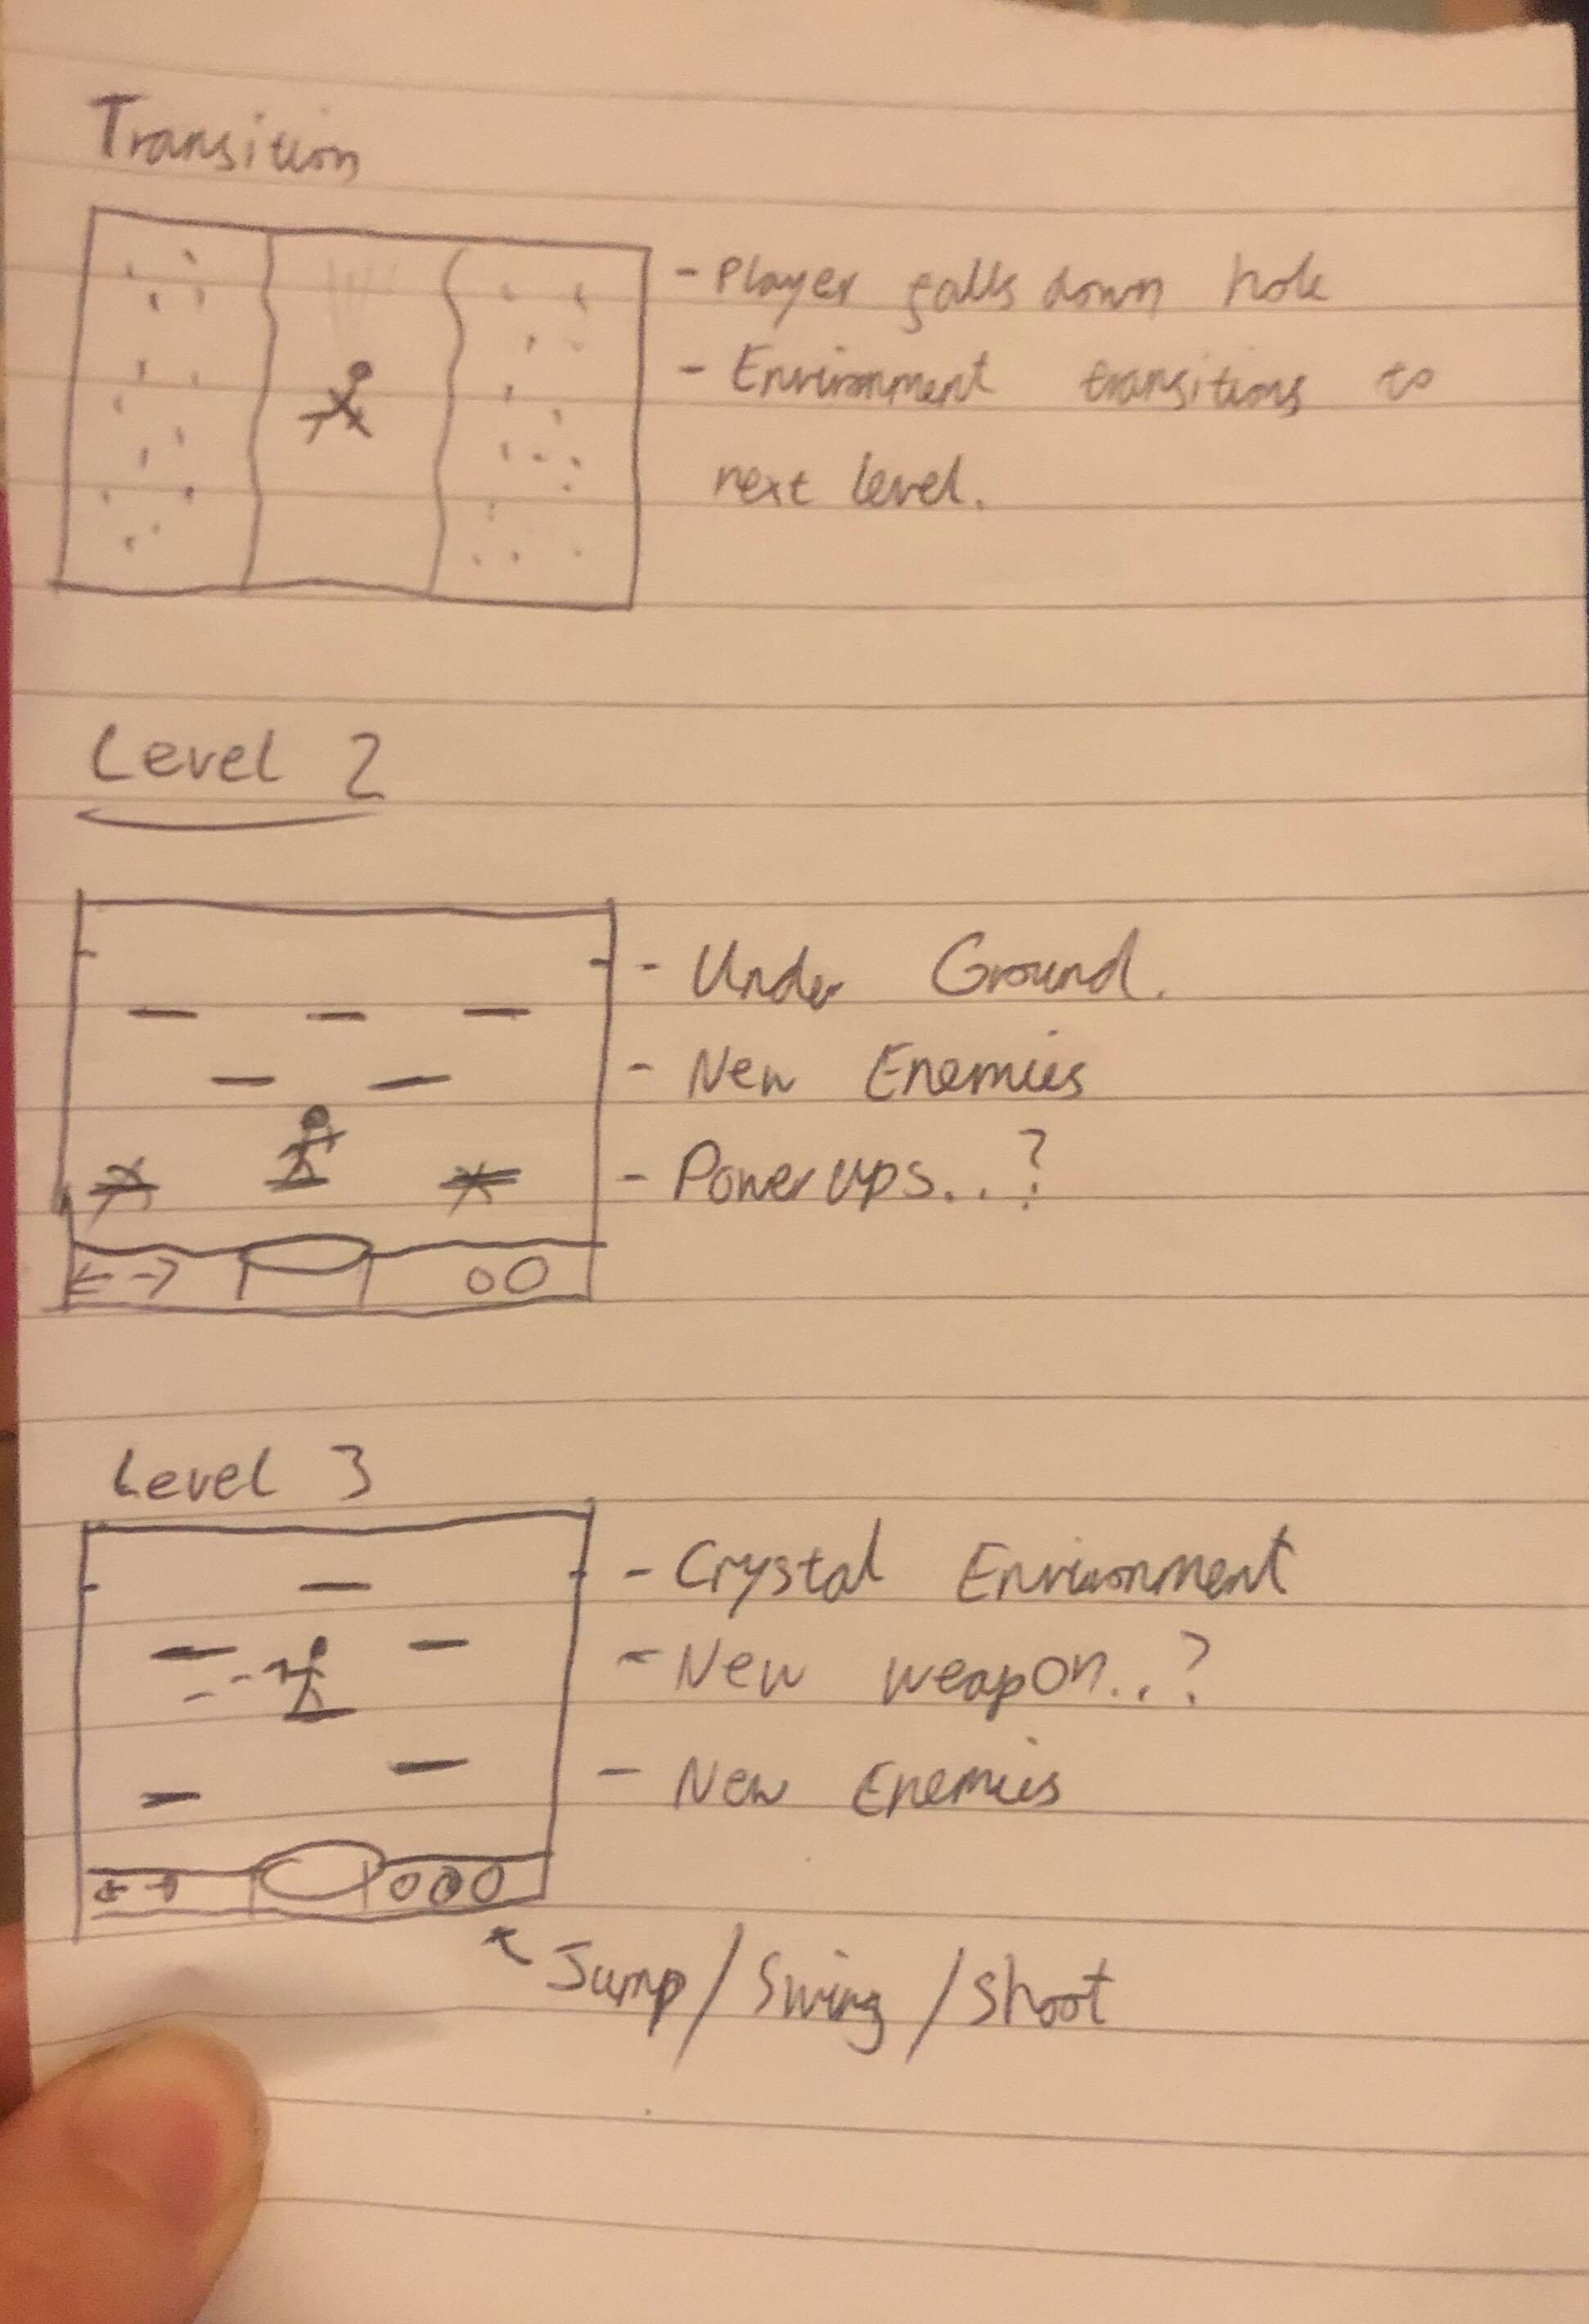 Transition
- Player falls down hole
- Environment transitions to
next level.
Level 2
- Under Ground.
- New Enemies
- Power ups..?
Level 3
- Crystal Environment
- New weapon..?
- New Enemies
Jump/Swing/Shoot